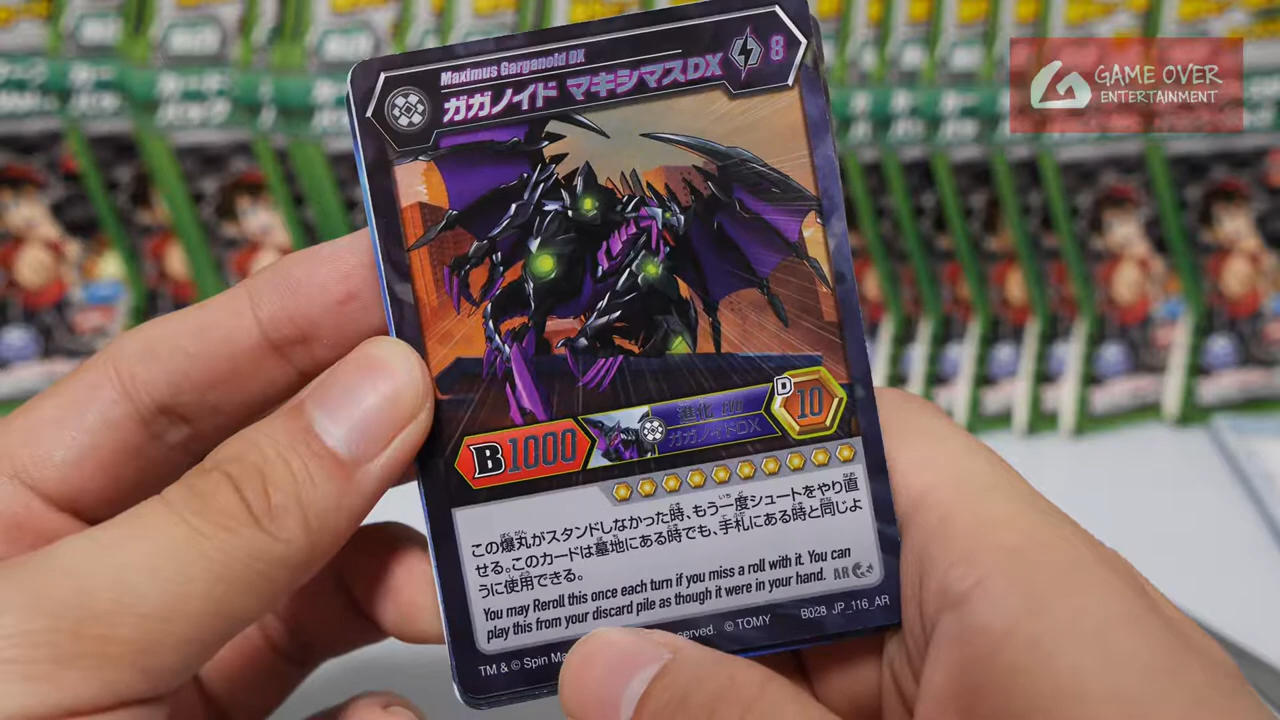 GAME OVER
ENTERTAINMENT
Maximus Garganoid DX
ガガノイド マキシマスDX
8
B1000
進化
ガガノイドDX
D
10
この爆丸がスタンドしなかった時、もう一度シュートをやり直
せる。このカードは墓地にある時でも、手札にある時と同じよ
うに使用できる。
You may Reroll this once each turn if you miss a roll with it. You can
play this from your discard pile as though it were in your hand.
AR
TM & © Spin Ma
served. © TOMY
B028 JP_116_AR